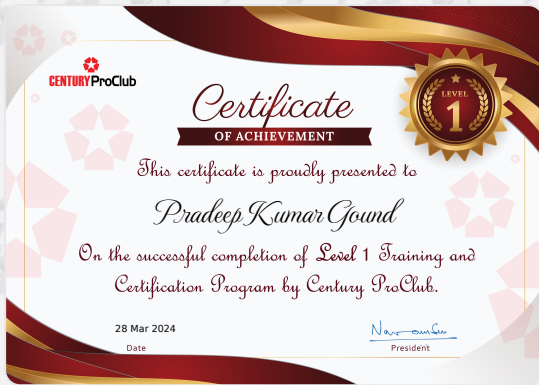 CENTURY ProClub
LEVEL
1
Certificate
OF ACHIEVEMENT
This certificate is proudly presented to
Pradeep Kumar Gound
On the successful completion of Level 1 Training and
Certification Program by Century ProClub.
28 Mar 2024
Date
President